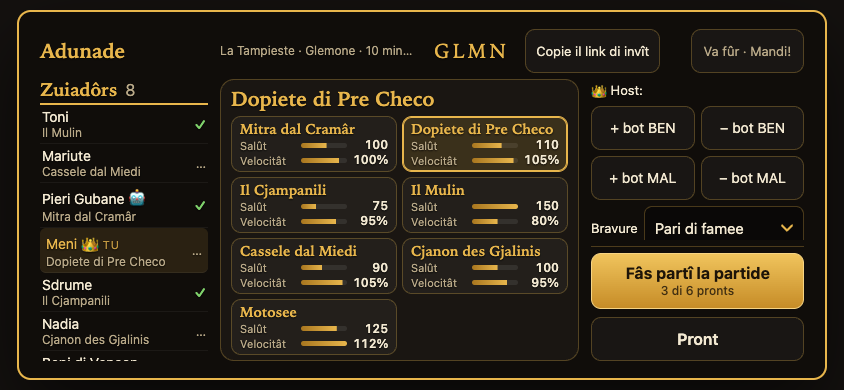 Adunade
La Tampieste · Glemone · 10 min...
GLMN
Copie il link di invît
Va fûr · Mandi!
Zuiadôrs 8
Toni
Il Mulin
Mariute
Cassele dal Miedi
...
Pieri Gubane
Mitra dal Cramâr
Meni TU
Dopiete di Pre Checo
...
Sdrume
Il Cjampanili
Nadia
Cjanon des Gjalinis
...
Dopiete di Pre Checo
Mitra dal Cramâr
Salût 100
Velocitât 100%
Dopiete di Pre Checo
Salût 110
Velocitât 105%
Il Cjampanili
Salût 75
Velocitât 95%
Il Mulin
Salût 150
Velocitât 80%
Cassele dal Miedi
Salût 90
Velocitât 105%
Cjanon des Gjalinis
Salût 100
Velocitât 95%
Motosee
Salût 125
Velocitât 112%
Host:
+ bot BEN
– bot BEN
+ bot MAL
– bot MAL
Bravure
Pari di famee
Fâs partî la partide
3 di 6 pronts
Pront